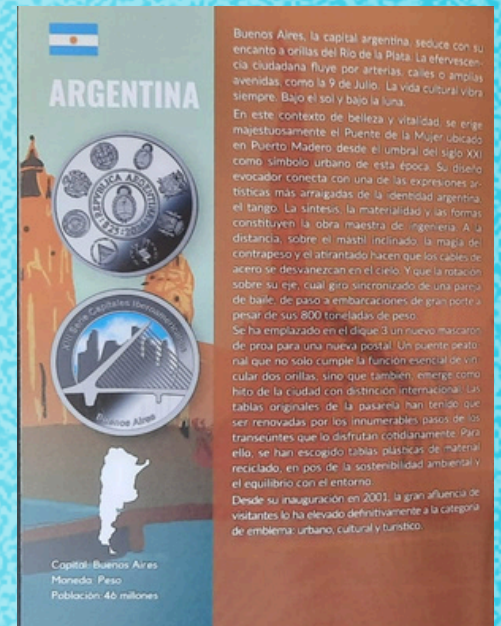 ARGENTINA
REPÚBLICA ARGENTINA
XIII Serie Capitales Iberoamericanas
Buenos Aires
Capital: Buenos Aires
Moneda: Peso
Población: 46 millones
Buenos Aires, la capital argentina, seduce con su
encanto a orillas del Río de la Plata. La efervescen-
cia ciudadana fluye por arterias, calles o amplias
avenidas, como la 9 de Julio. La vida cultural vibra
siempre. Bajo el sol y bajo la luna.
En este contexto de belleza y vitalidad, se erige
majestuosamente el Puente de la Mujer ubicado
en Puerto Madero desde el umbral del siglo XXI
como símbolo urbano de esta época. Su diseño
evocador conecta con una de las expresiones ar-
tísticas más arraigadas de la identidad argentina,
el tango. La síntesis, la materialidad y las formas
constituyen la obra maestra de ingeniería. A la
distancia, sobre el mástil inclinado, la magia del
contrapeso y el atirantado hacen que los cables de
acero se desvanezcan en el cielo. Y que la rotación
sobre su eje, cual giro sincronizado de una pareja
de baile, de paso a embarcaciones de gran porte a
pesar de sus 800 toneladas de peso.
Se ha emplazado en el dique 3 un nuevo mascarón
de proa para una nueva postal. Un puente peato-
nal que no solo cumple la función esencial de vin-
cular dos orillas, sino que también, emerge como
hito de la ciudad con distinción internacional. Las
tablas originales de la pasarela han tenido que
ser renovadas por los innumerables pasos de los
transeúntes que lo disfrutan cotidianamente. Para
ello, se han escogido tablas plásticas de material
reciclado, en pos de la sostenibilidad ambiental y
el equilibrio con el entorno.
Desde su inauguración en 2001, la gran afluencia de
visitantes lo ha elevado definitivamente a la categoría
de emblema: urbano, cultural y turístico.